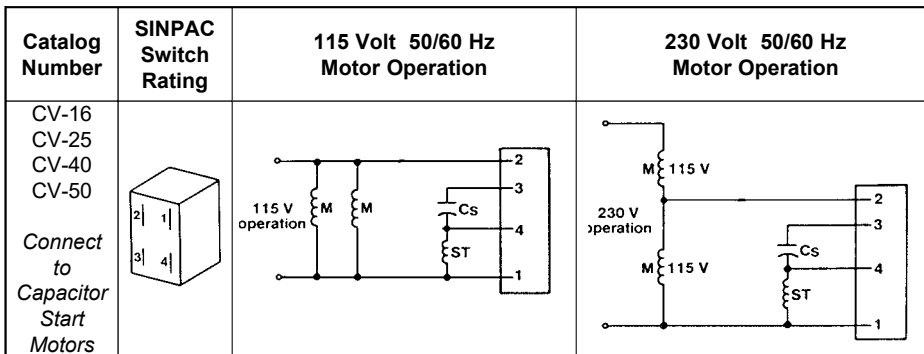 Catalog
Number
SINPAC
Switch
Rating
115 Volt 50/60 Hz
Motor Operation
230 Volt 50/60 Hz
Motor Operation
CV-16
CV-25
CV-40
CV-50
Connect
to
Capacitor
Start
Motors
2 1
3 4
115 V
operation
M M
2
3
Cs
4
ST
1
M 115 V
230 V
operation
M 115 V
2
3
Cs
4
ST
1